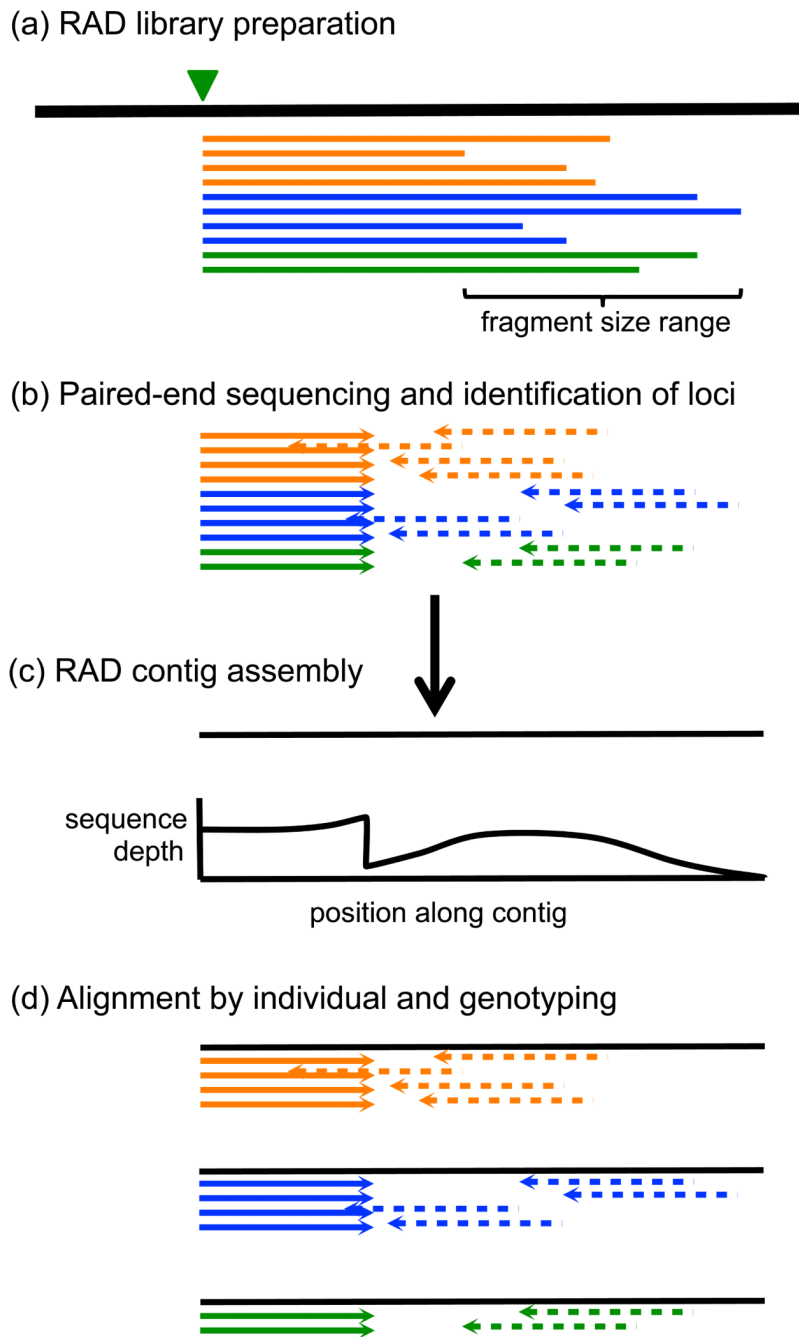 (a) RAD library preparation
fragment size range
(b) Paired-end sequencing and identification of loci
(c) RAD contig assembly
sequence
depth
position along contig
(d) Alignment by individual and genotyping